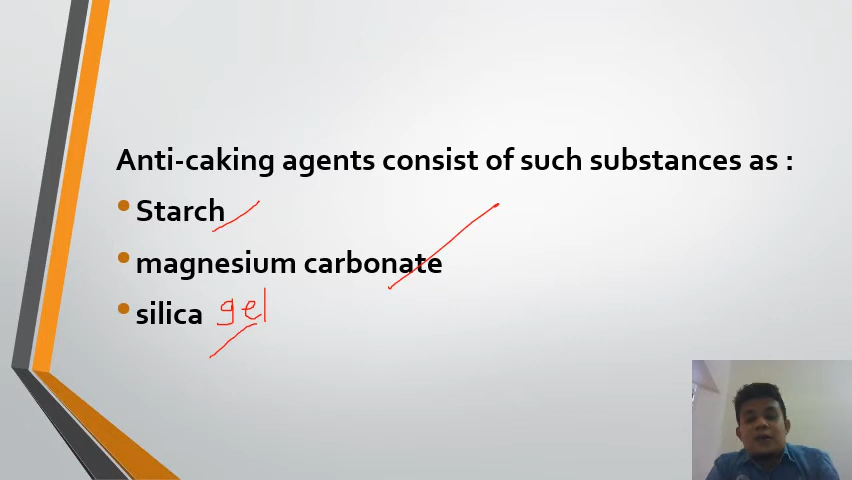 Anti-caking agents consist of such substances as :
• Starch
• magnesium carbonate
• silica gel